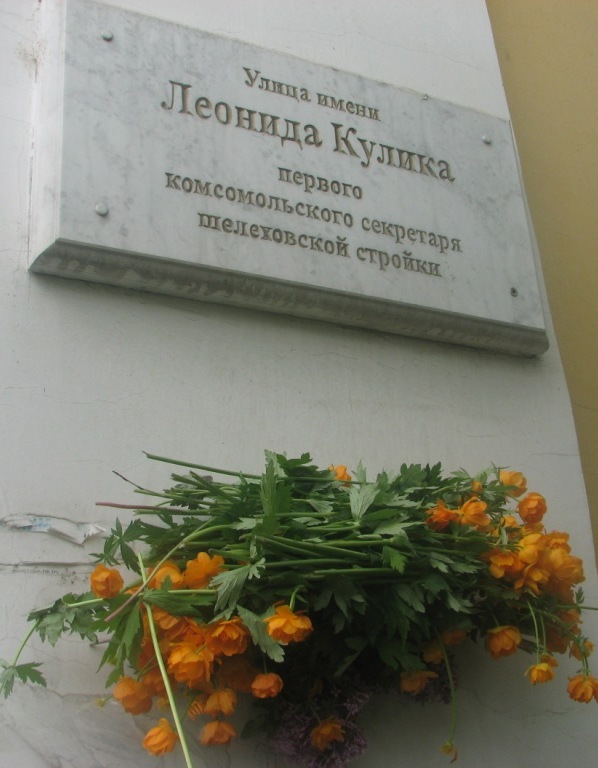 Улица имени
Леонида Кулика
первого
комсомольского секретаря
шелеховской стройки